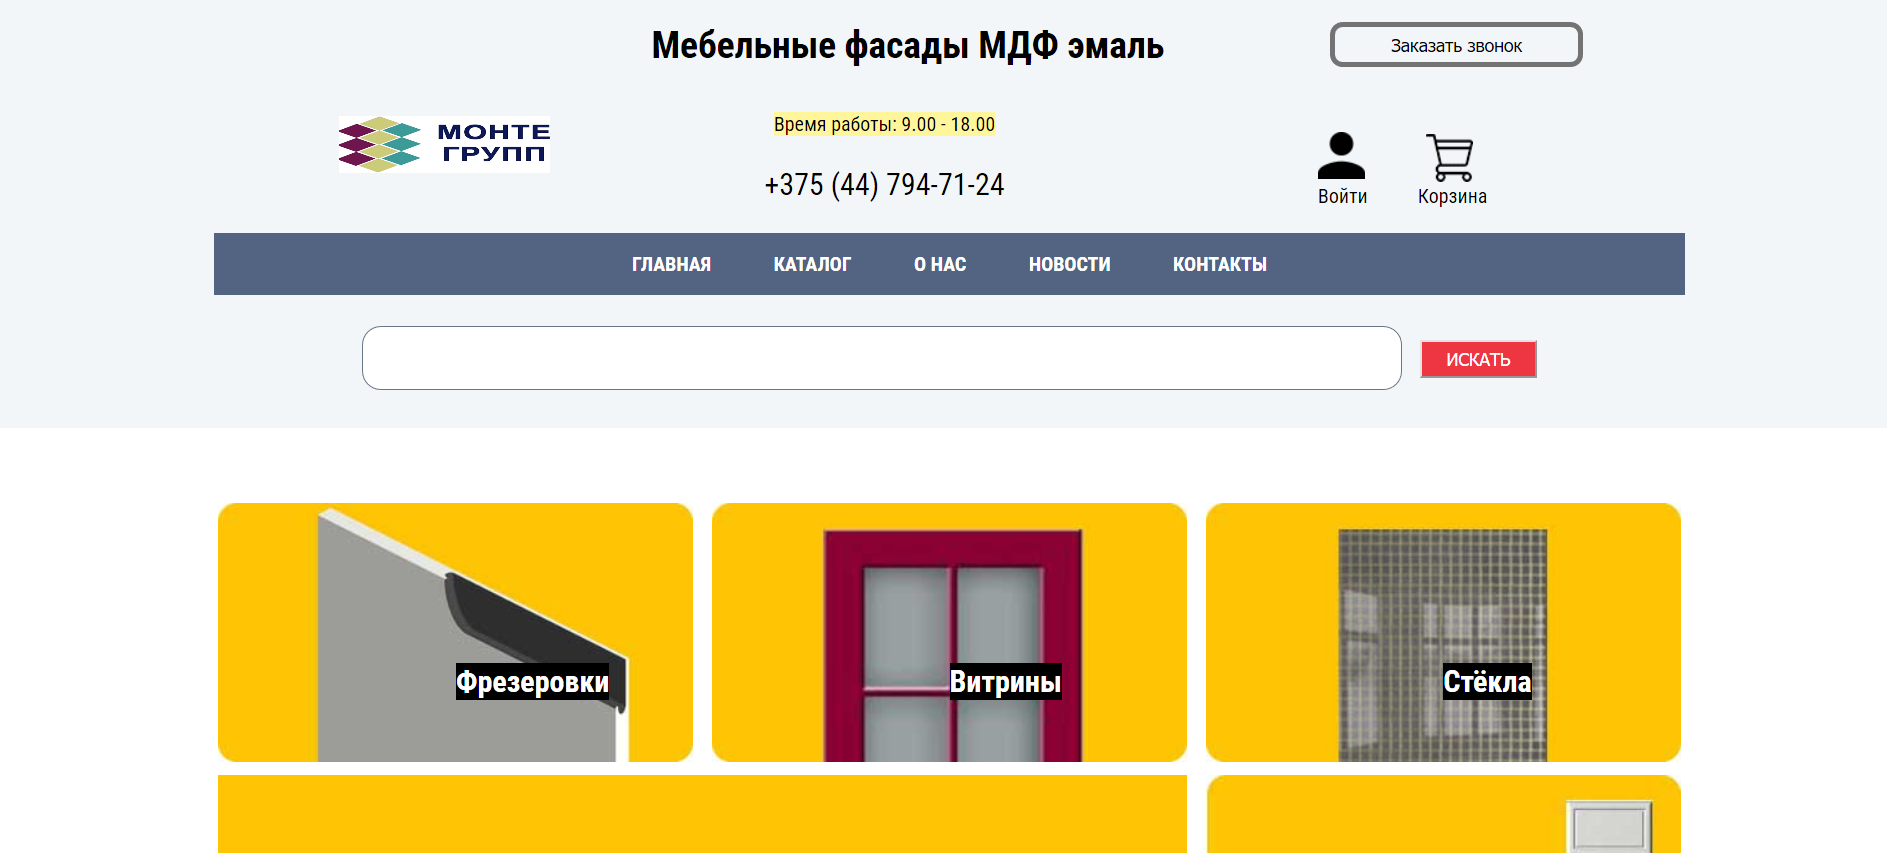 Мебельные фасады МДФ эмаль
Заказать звонок
МОНТЕ
ГРУПП
Время работы: 9.00 - 18.00
+375 (44) 794-71-24
Войти
Корзина
ГЛАВНАЯ КАТАЛОГ О НАС НОВОСТИ КОНТАКТЫ
ИСКАТЬ
Фрезеровки
Витрины
Стёкла